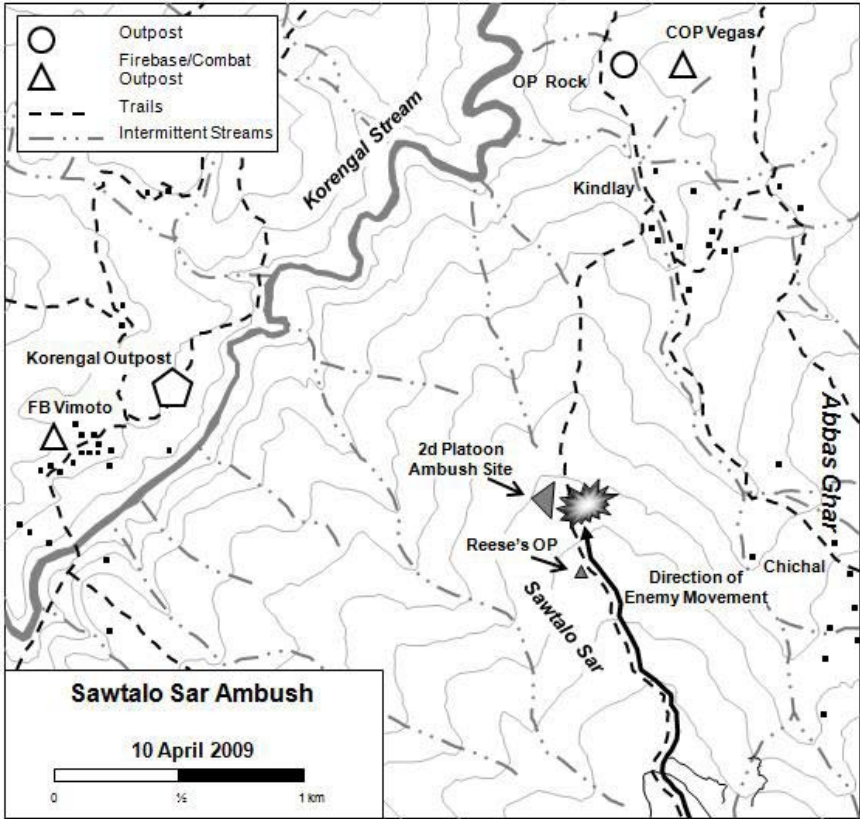 Outpost
Firebase/Combat
Outpost
Trails
Intermittent Streams
COP Vegas
OP Rock
Korengal Stream
Kindlay
Korengal Outpost
FB Vimoto
Abbas Ghar
2d Platoon
Ambush Site
Reese's OP
Chichal
Direction of
Enemy Movement
Sawtalo Sar
Sawtalo Sar Ambush
10 April 2009
0 ½ 1 km